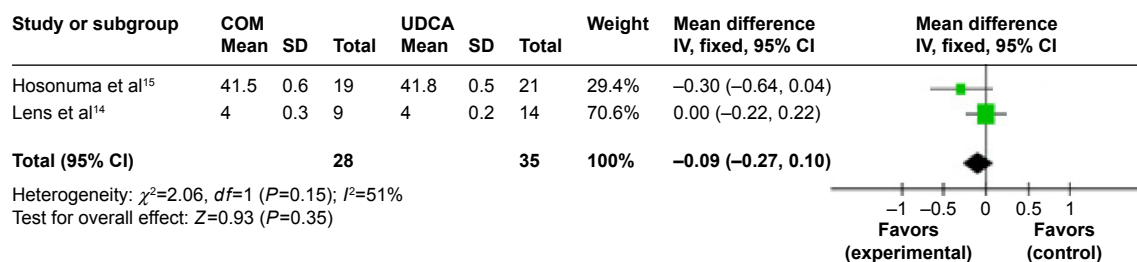 Study or subgroup COM UDCA Weight Mean difference Mean difference
Mean SD Total Mean SD Total IV, fixed, 95% CI IV, fixed, 95% CI
Hosonuma et al¹⁵ 41.5 0.6 19 41.8 0.5 21 29.4% –0.30 (–0.64, 0.04)
Lens et al¹⁴ 4 0.3 9 4 0.2 14 70.6% 0.00 (–0.22, 0.22)
Total (95% CI) 28 35 100% –0.09 (–0.27, 0.10)
Heterogeneity: χ²=2.06, df=1 (P=0.15); I²=51%
Test for overall effect: Z=0.93 (P=0.35)
–1 –0.5 0 0.5 1
Favors Favors
(experimental) (control)